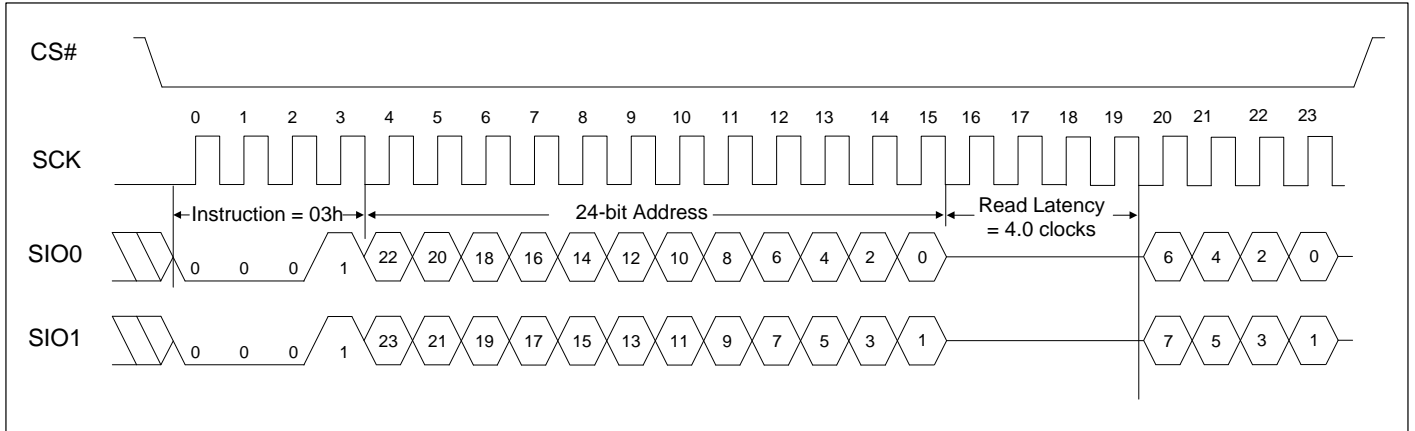 CS#
0 1 2 3 4 5 6 7 8 9 10 11 12 13 14 15 16 17 18 19 20 21 22 23
SCK
Instruction = 03h
24-bit Address
Read Latency
= 4.0 clocks
SIO0
0 0 0 1 22 20 18 16 14 12 10 8 6 4 2 0 6 4 2 0
SIO1
0 0 0 1 23 21 19 17 15 13 11 9 7 5 3 1 7 5 3 1